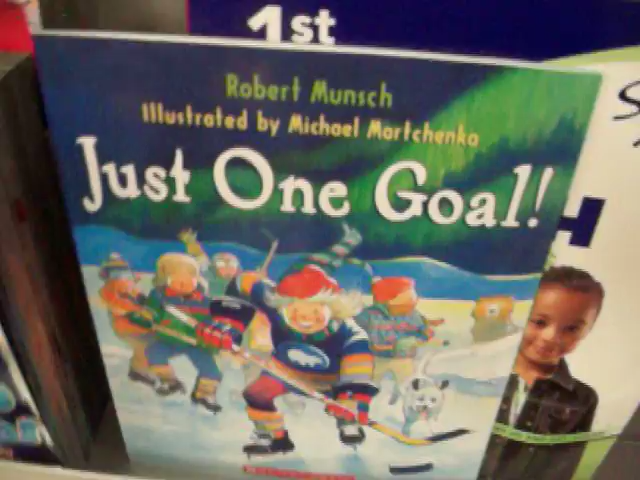 1st
Robert Munsch
Illustrated by Michael Martchenko
Just One Goal!